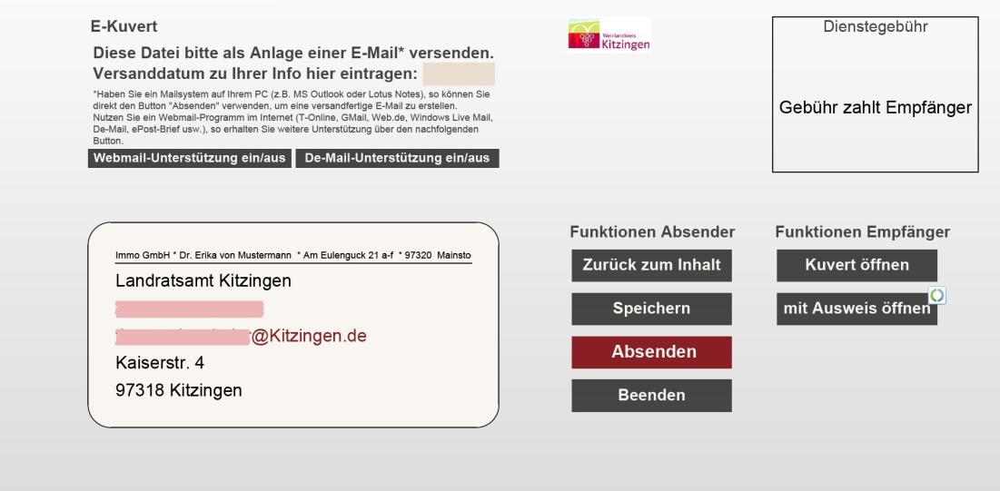 E-Kuvert
Diese Datei bitte als Anlage einer E-Mail* versenden.
Versanddatum zu Ihrer Info hier eintragen:
*Haben Sie ein Mailsystem auf Ihrem PC (z.B. MS Outlook oder Lotus Notes), so können Sie
direkt den Button "Absenden" verwenden, um eine versandfertige E-Mail zu erstellen.
Nutzen Sie ein Webmail-Programm im Internet (T-Online, GMail, Web.de, Windows Live Mail,
De-Mail, ePost-Brief usw.), so erhalten Sie weitere Unterstützung über den nachfolgenden
Button.
Webmail-Unterstützung ein/aus
De-Mail-Unterstützung ein/aus
Weinlandkreis
Kitzingen
Dienstegebühr
Gebühr zahlt Empfänger
Immo GmbH * Dr. Erika von Mustermann * Am Eulenguck 21 a-f * 97320 Mainsto
Landratsamt Kitzingen
@Kitzingen.de
Kaiserstr. 4
97318 Kitzingen
Funktionen Absender
Zurück zum Inhalt
Speichern
Absenden
Beenden
Funktionen Empfänger
Kuvert öffnen
mit Ausweis öffnen